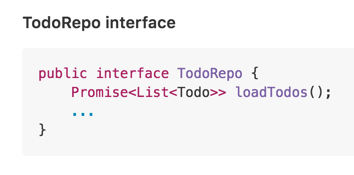 TodoRepo interface
public interface TodoRepo {
    Promise<List<Todo>> loadTodos();
    ...
}